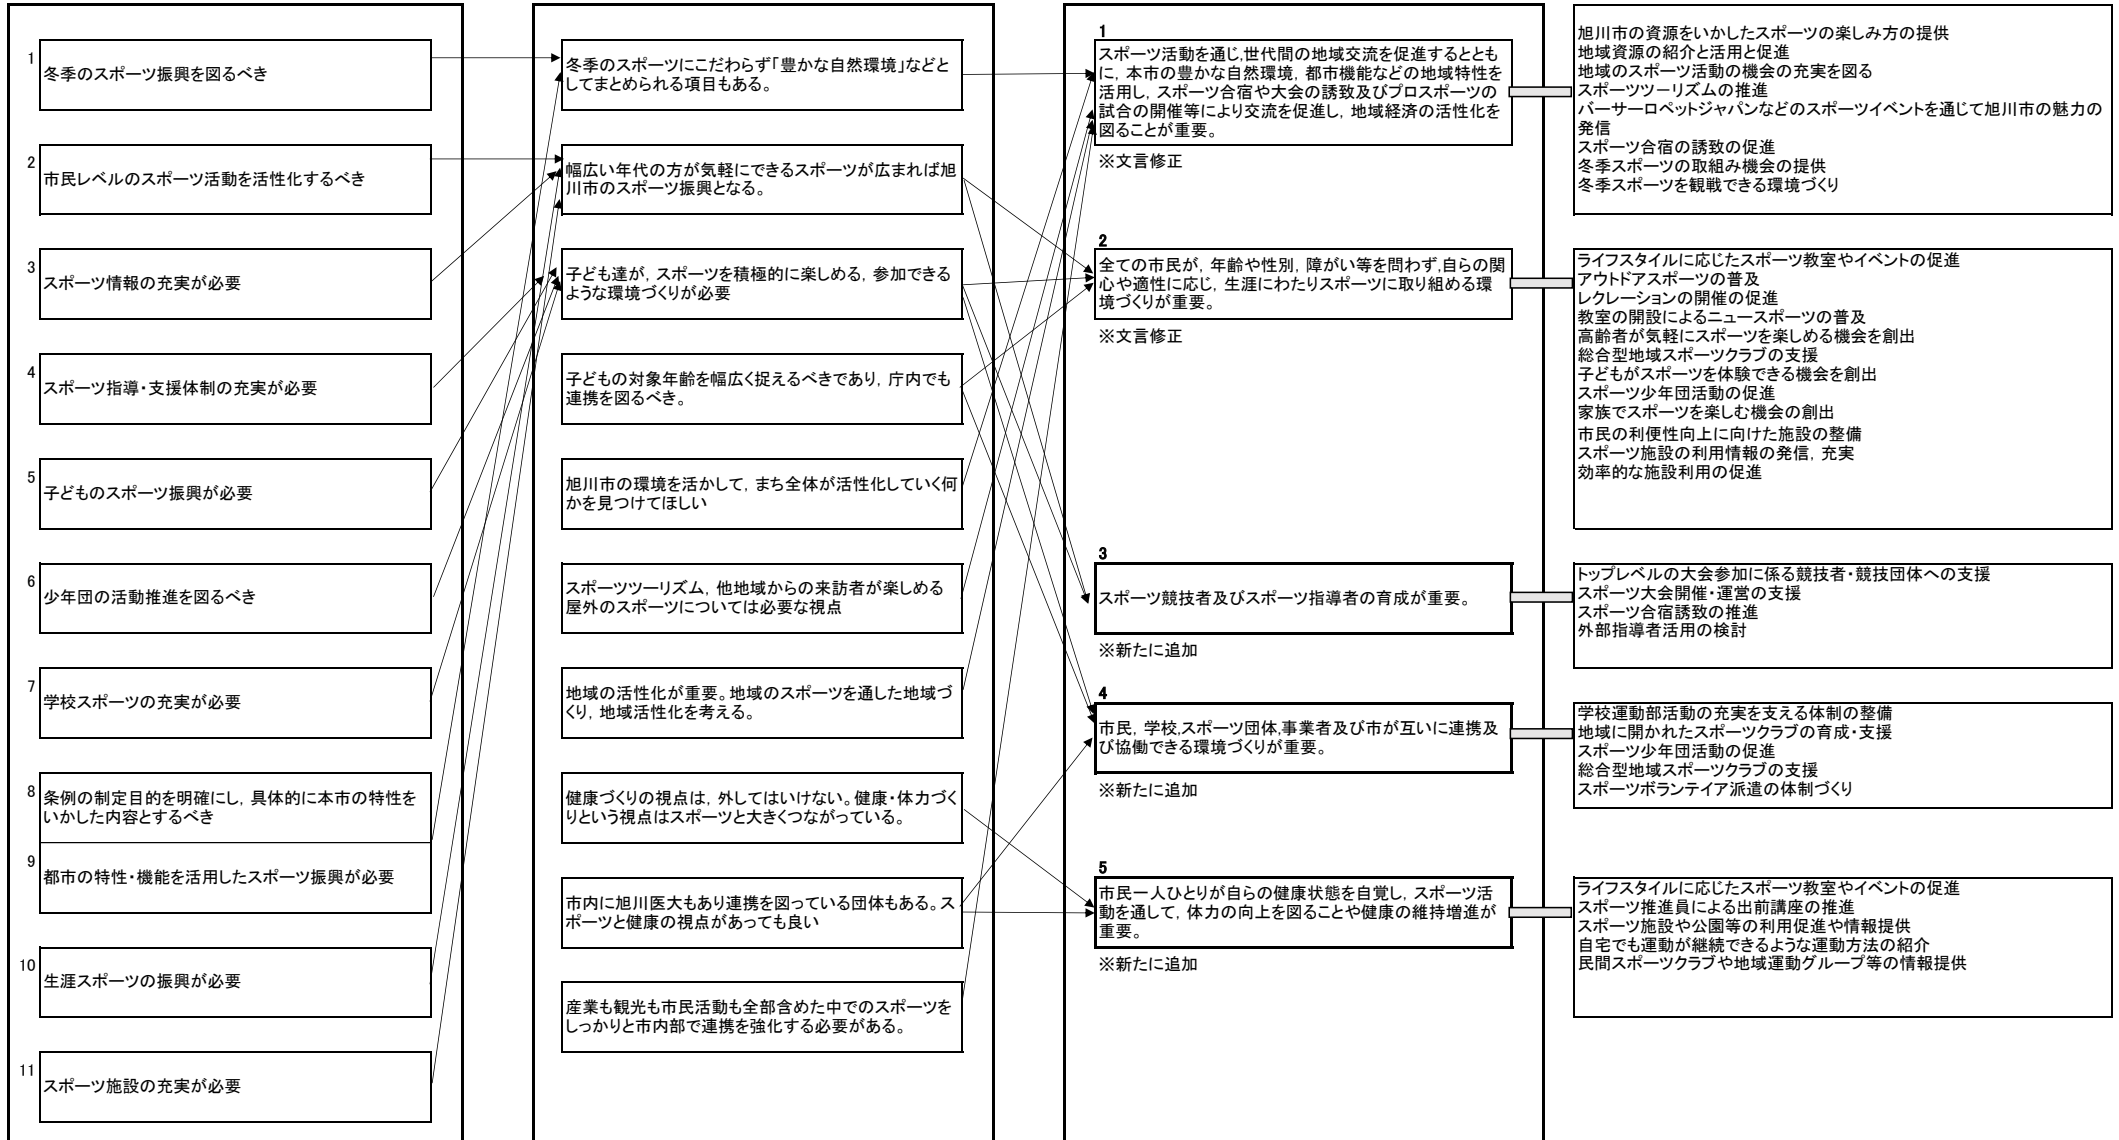 1
冬季のスポーツ振興を図るべき
2
市民レベルのスポーツ活動を活性化するべき
3
スポーツ情報の充実が必要
4
スポーツ指導・支援体制の充実が必要
5
子どものスポーツ振興が必要
6
少年団の活動推進を図るべき
7
学校スポーツの充実が必要
8
条例の制定目的を明確にし，具体的に本市の特性を
いかした内容とするべき
9
都市の特性・機能を活用したスポーツ振興が必要
10
生涯スポーツの振興が必要
11
スポーツ施設の充実が必要
冬季のスポーツにこだわらず「豊かな自然環境」などと
してまとめられる項目もある。
幅広い年代の方が気軽にできるスポーツが広まれば旭
川市のスポーツ振興となる。
子ども達が，スポーツを積極的に楽しめる，参加できる
ような環境づくりが必要
子どもの対象年齢を幅広く捉えるべきであり，庁内でも
連携を図るべき。
旭川市の環境を活かして，まち全体が活性化していく何
かを見つけてほしい
スポーツツーリズム，他地域からの来訪者が楽しめる
屋外のスポーツについては必要な視点
地域の活性化が重要。地域のスポーツを通した地域づ
くり，地域活性化を考える。
健康づくりの視点は，外してはいけない。健康・体力づく
りという視点はスポーツと大きくつながっている。
市内に旭川医大もあり連携を図っている団体もある。ス
ポーツと健康の視点があっても良い
産業も観光も市民活動も全部含めた中でのスポーツを
しっかりと市内部で連携を強化する必要がある。
1
スポーツ活動を通じ,世代間の地域交流を促進するととも
に，本市の豊かな自然環境，都市機能などの地域特性を
活用し，スポーツ合宿や大会の誘致及びプロスポーツの
試合の開催等により交流を促進し，地域経済の活性化を
図ることが重要。
※文言修正
2
全ての市民が，年齢や性別，障がい等を問わず,自らの関
心や適性に応じ，生涯にわたりスポーツに取り組める環
境づくりが重要。
※文言修正
3
スポーツ競技者及びスポーツ指導者の育成が重要。
※新たに追加
4
市民，学校,スポーツ団体,事業者及び市が互いに連携及
び協働できる環境づくりが重要。
※新たに追加
5
市民一人ひとりが自らの健康状態を自覚し，スポーツ活
動を通して，体力の向上を図ることや健康の維持増進が
重要。
※新たに追加
旭川市の資源をいかしたスポーツの楽しみ方の提供
地域資源の紹介と活用と促進
地域のスポーツ活動の機会の充実を図る
スポーツツーリズムの推進
バーサーロペットジャパンなどのスポーツイベントを通じて旭川市の魅力の
発信
スポーツ合宿の誘致の促進
冬季スポーツの取組み機会の提供
冬季スポーツを観戦できる環境づくり
ライフスタイルに応じたスポーツ教室やイベントの促進
アウトドアスポーツの普及
レクレーションの開催の促進
教室の開設によるニュースポーツの普及
高齢者が気軽にスポーツを楽しめる機会を創出
総合型地域スポーツクラブの支援
子どもがスポーツを体験できる機会を創出
スポーツ少年団活動の促進
家族でスポーツを楽しむ機会の創出
市民の利便性向上に向けた施設の整備
スポーツ施設の利用情報の発信，充実
効率的な施設利用の促進
トップレベルの大会参加に係る競技者・競技団体への支援
スポーツ大会開催・運営の支援
スポーツ合宿誘致の推進
外部指導者活用の検討
学校運動部活動の充実を支える体制の整備
地域に開かれたスポーツクラブの育成・支援
スポーツ少年団活動の促進
総合型地域スポーツクラブの支援
スポーツボランテイア派遣の体制づくり
ライフスタイルに応じたスポーツ教室やイベントの促進
スポーツ推進員による出前講座の推進
スポーツ施設や公園等の利用促進や情報提供
自宅でも運動が継続できるような運動方法の紹介
民間スポーツクラブや地域運動グループ等の情報提供